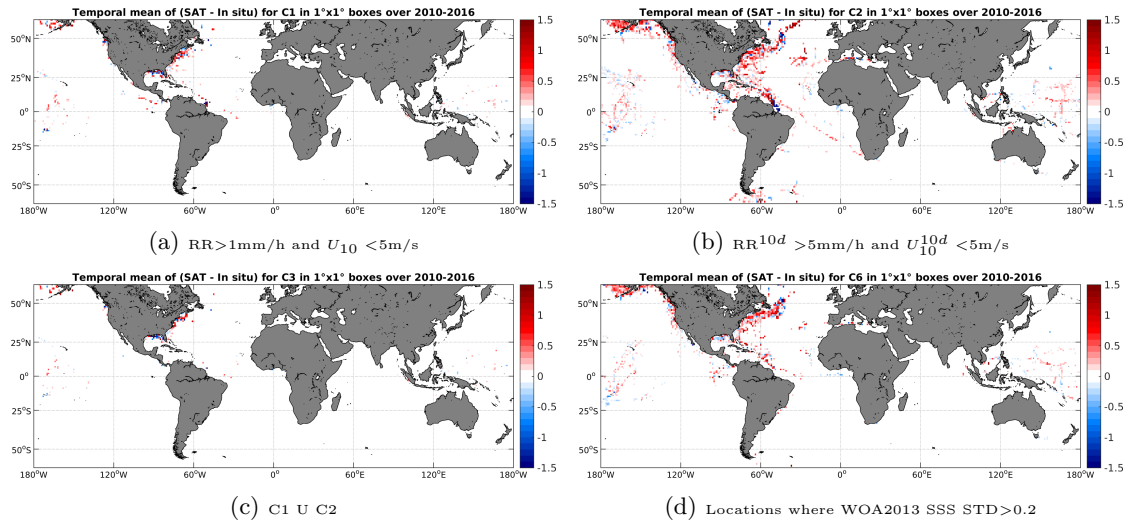 Temporal mean of (SAT - In situ) for C1 in 1°x1° boxes over 2010-2016
50°N
25°N
0°
25°S
50°S
180°W 120°W 60°W 0° 60°E 120°E 180°E
1.5
1
0.5
0
-0.5
-1
-1.5
(a) RR>1mm/h and U10 <5m/s
Temporal mean of (SAT - In situ) for C2 in 1°x1° boxes over 2010-2016
50°N
25°N
0°
25°S
50°S
180°W 120°W 60°W 0° 60°E 120°E 180°E
1.5
1
0.5
0
-0.5
-1
-1.5
(b) RR^10d >5mm/h and U10^10d <5m/s
Temporal mean of (SAT - In situ) for C3 in 1°x1° boxes over 2010-2016
50°N
25°N
0°
25°S
50°S
180°W 120°W 60°W 0° 60°E 120°E 180°E
1.5
1
0.5
0
-0.5
-1
-1.5
(c) C1 U C2
Temporal mean of (SAT - In situ) for C6 in 1°x1° boxes over 2010-2016
50°N
25°N
0°
25°S
50°S
180°W 120°W 60°W 0° 60°E 120°E 180°E
1.5
1
0.5
0
-0.5
-1
-1.5
(d) Locations where WOA2013 SSS STD>0.2